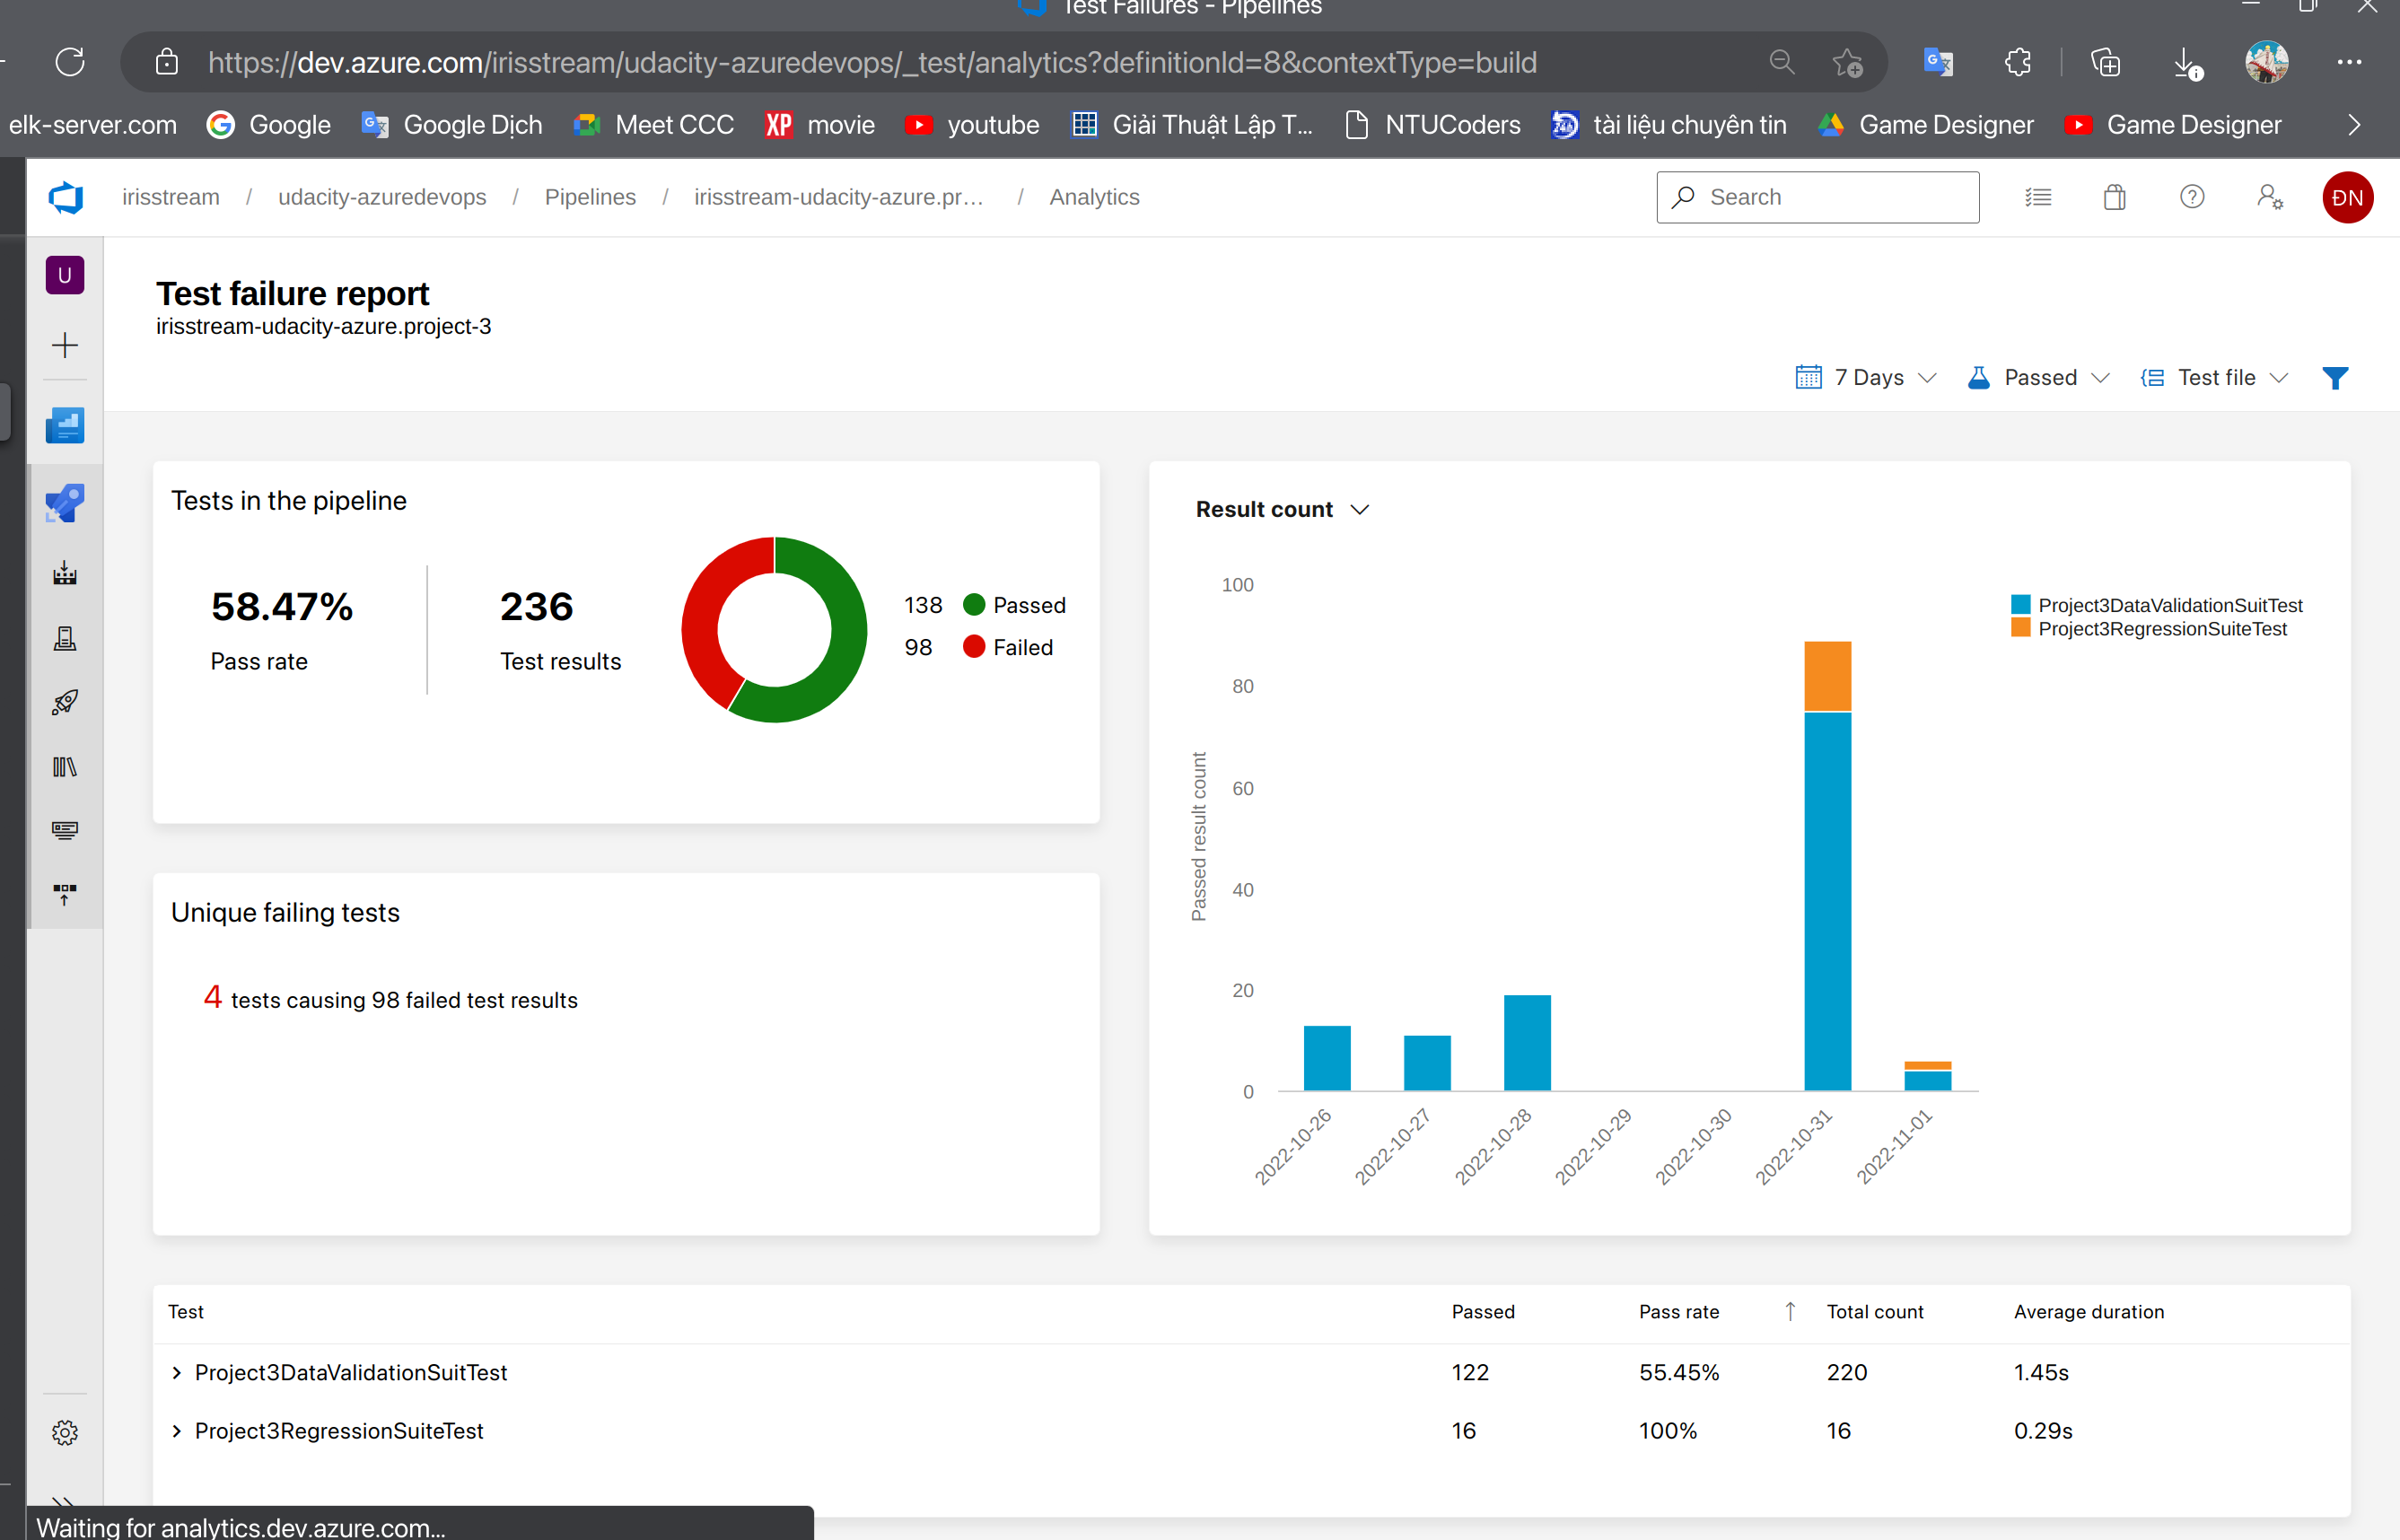 Test Failures - Pipelines
https://dev.azure.com/irisstream/udacity-azuredevops/_test/analytics?definitionId=8&contextType=build
elk-server.com Google Google Dịch Meet CCC XP movie youtube Giải Thuật Lập T... NTUCoders tài liệu chuyên tin Game Designer Game Designer
irisstream / udacity-azuredevops / Pipelines / irisstream-udacity-azure.pr... / Analytics
Search
ĐN
U
Test failure report
irisstream-udacity-azure.project-3
7 Days Passed Test file
Tests in the pipeline
58.47%
Pass rate
236
Test results
138 Passed
98 Failed
Unique failing tests
4 tests causing 98 failed test results
Result count
Passed result count
100
80
60
40
20
0
2022-10-26 2022-10-27 2022-10-28 2022-10-29 2022-10-30 2022-10-31 2022-11-01
Project3DataValidationSuitTest
Project3RegressionSuiteTest
Test Passed Pass rate Total count Average duration
Project3DataValidationSuitTest 122 55.45% 220 1.45s
Project3RegressionSuiteTest 16 100% 16 0.29s
Waiting for analytics.dev.azure.com...